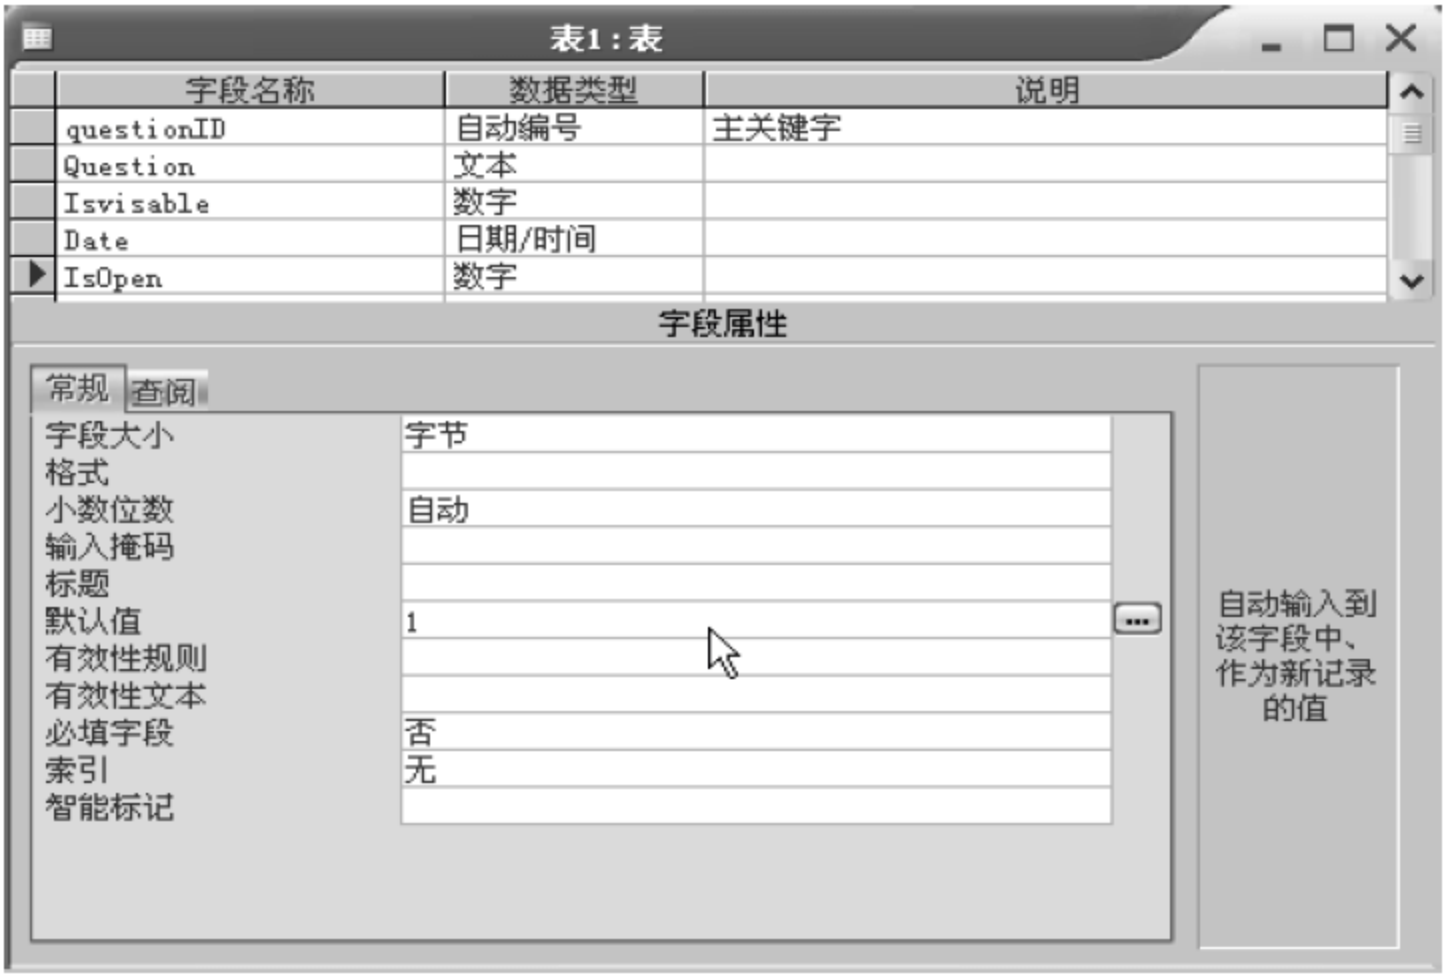 表1：表
字段名称 数据类型 说明
questionID 自动编号 主关键字
Question 文本
Isvisable 数字
Date 日期/时间
IsOpen 数字
字段属性
常规 查阅
字段大小 字节
格式
小数位数 自动
输入掩码
标题
默认值 1 ...
有效性规则
有效性文本
必填字段 否
索引 无
智能标记
自动输入到
该字段中、
作为新记录
的值